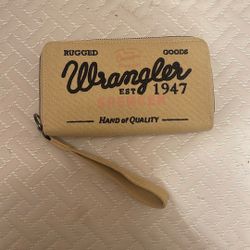 RUGGED GOODS
Wrangler
EST 1947
HAND OF QUALITY